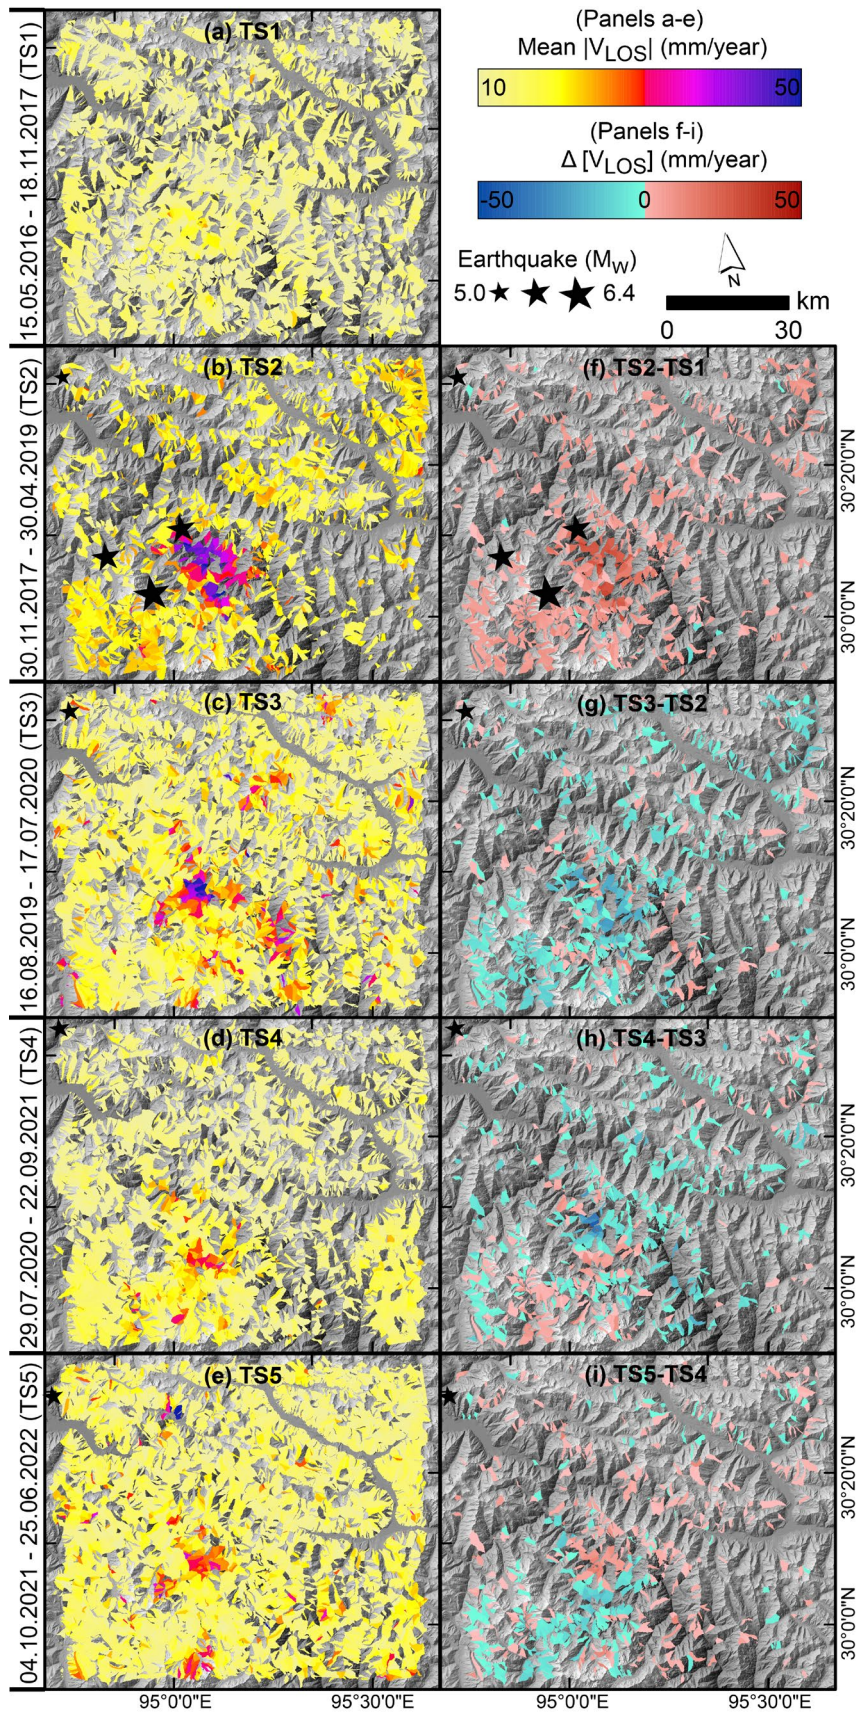 15.05.2016 - 18.11.2017 (TS1)
(a) TS1
(Panels a-e)
Mean |V_LOS| (mm/year)
10 50
(Panels f-i)
Δ [V_LOS] (mm/year)
-50 0 50
Earthquake (M_W)
5.0 6.4
N
km
0 30
30.11.2017 - 30.04.2019 (TS2)
(b) TS2
(f) TS2-TS1
30°20'0"N
30°0'0"N
16.08.2019 - 17.07.2020 (TS3)
(c) TS3
(g) TS3-TS2
30°20'0"N
30°0'0"N
29.07.2020 - 22.09.2021 (TS4)
(d) TS4
(h) TS4-TS3
30°20'0"N
30°0'0"N
04.10.2021 - 25.06.2022 (TS5)
(e) TS5
(i) TS5-TS4
30°20'0"N
30°0'0"N
95°0'0"E 95°30'0"E 95°0'0"E 95°30'0"E